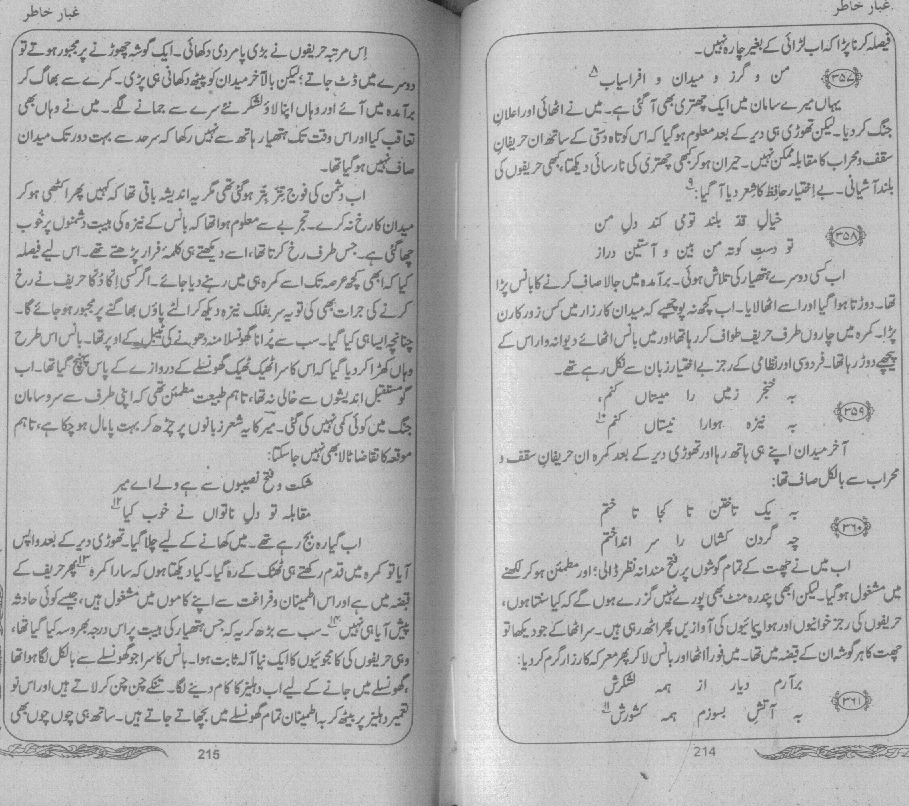 غبار خاطر
فیصلہ کرنا پڑا کہ اب لڑائی کے بغیر چارہ نہیں۔
﴿۳۵۷﴾ من و گرز و میدان و افراسیاب ۸
یہاں میرے سامان میں ایک چھتری بھی آ گئی ہے۔ میں نے اٹھائی اور اعلانِ
جنگ کر دیا۔ لیکن تھوڑی ہی دیر کے بعد معلوم ہو گیا کہ اس کوتاہ دستی کے ساتھ ان حریفانِ
سقف و محراب کا مقابلہ ممکن نہیں۔ حیران ہو کر کبھی چھتری کی نارسائی دیکھتا، کبھی حریفوں کی
بلند آشیانی۔ بے اختیار حافظ کا شعر یاد آ گیا: ۹
خیالِ قد بلند تو می کند دلِ من
﴿۳۵۸﴾ تو دستِ کوتہ من بین و آستین دراز
اب کسی دوسرے ہتھیار کی تلاش ہوئی۔ برآمدہ میں جالا صاف کرنے کا بانس پڑا
تھا۔ دوڑتا ہوا گیا اور اسے اٹھا لایا۔ اب کچھ نہ پوچھیے کہ میدانِ کارزار میں کس زور کا رن
پڑا۔ کمرہ میں چاروں طرف حریف طواف کر رہا تھا اور میں بانس اٹھائے دیوانہ وار اس کے
پیچھے دوڑ رہا تھا۔ فردوسی اور نظامی کے رجز بے اختیار زبان سے نکل رہے تھے۔
بہ خنجر زمیں را میستاں کنم،
﴿۳۵۹﴾ بہ نیزہ ہوا را نیستاں کنم ۱۰
آخر میدان اپنے ہی ہاتھ رہا اور تھوڑی دیر کے بعد کمرہ ان حریفانِ سقف و
محراب سے بالکل صاف تھا:
بہ یک تاختن تا کجا تا ختم
﴿۳۶۰﴾ چہ گردن کشاں را سر انداختم
اب میں نے چھت کے تمام گوشوں پر فتح مندانہ نظر ڈالی؛ اور مطمئن ہو کر لکھنے
میں مشغول ہو گیا۔ لیکن ابھی پندرہ منٹ بھی پورے نہیں گزرے ہوں گے کہ کیا سنتا ہوں،
حریفوں کی رجز خوانیوں اور ہوا پیمائیوں کی آوازیں پھر اٹھ رہی ہیں۔ سر اٹھا کے جو دیکھا تو
چھت کا ہر گوشہ ان کے قبضہ میں تھا۔ میں فوراً اٹھا اور بانس لا کر پھر معرکہ کارزار گرم کر دیا:
برآرم دیار از ہمہ لشکرش
﴿۳۶۱﴾ بہ آتش بسوزم ہمہ کشورش ۱۱
214
غبار خاطر
اِس مرتبہ حریفوں نے بڑی پامردی دکھائی۔ ایک گوشہ چھوڑنے پر مجبور ہوتے تو
دوسرے میں ڈٹ جاتے؛ لیکن بالآخر میدان کو پیٹھ دکھانی ہی پڑی۔ کمرے سے بھاگ کر
برآمدہ میں آئے اور وہاں اپنا لاؤ لشکر نئے سرے سے جمانے لگے۔ میں نے وہاں بھی
تعاقب کیا اور اس وقت تک ہتھیار ہاتھ سے نہیں رکھا کہ سرحد سے بہت دور تک میدان
صاف نہیں ہو گیا تھا۔
اب دشمن کی فوج تتر بتر ہو گئی تھی مگر یہ اندیشہ باقی تھا کہ کہیں پھر اکٹھی ہو کر
میدان کا رخ نہ کرے۔ تجربے سے معلوم ہوا تھا کہ بانس کے نیزہ کی ہیبت دشمنوں پر خوب
چھا گئی ہے۔ جس طرف رخ کرتا تھا، اسے دیکھتے ہی کلمۂ فرار پڑھتے تھے۔ اس لیے فیصلہ
کیا کہ ابھی کچھ عرصہ تک اسے کمرہ ہی میں رہنے دیا جائے۔ اگر کسی اِکّا دُکّا حریف نے رخ
کرنے کی جرات بھی کی تو یہ سر بفلک نیزہ دیکھ کر الٹے پاؤں بھاگنے پر مجبور ہو جائے گا۔
چنانچہ ایسا ہی کیا گیا۔ سب سے پرانا گھونسلا منہ دھونے کی ٹیبل کے اوپر تھا۔ بانس اس طرح
وہاں کھڑا کر دیا گیا کہ اس کا سرا ٹھیک ٹھیک گھونسلے کے دروازے کے پاس پہنچ گیا تھا۔ اب
گو مستقبل اندیشوں سے خالی نہ تھا، تاہم طبیعت مطمئن تھی کہ اپنی طرف سے سروسامان
جنگ میں کوئی کمی نہیں کی گئی۔ میر کا یہ شعر زبانوں پر چڑھ کر بہت پامال ہو چکا ہے، تاہم
موقعہ کا تقاضا ٹالا بھی نہیں جا سکتا:
شکست و فتح نصیبوں سے ہے ولے اے میر
مقابلہ تو دلِ ناتواں نے خوب کیا ۱۲
اب گیارہ بج رہے تھے۔ میں کھانے کے لیے چلا گیا۔ تھوڑی دیر کے بعد واپس
آیا تو کمرہ میں قدم رکھتے ہی ٹھٹک کے رہ گیا۔ کیا دیکھتا ہوں کہ سارا کمرہ ۱۳ پھر حریف کے
قبضہ میں ہے اور اس اطمینان و فراغت سے اپنے کاموں میں مشغول ہیں، جیسے کوئی حادثہ
پیش آیا ہی نہیں ۱۴۔ سب سے بڑھ کر یہ کہ جس ہتھیار کی ہیبت پر اس درجہ بھروسہ کیا گیا تھا،
وہی حریفوں کی کامجوئیوں کا ایک نیا آلہ ثابت ہوا۔ بانس کا سرا جو گھونسلے سے بالکل لگا ہوا تھا
،گھونسلے میں جانے کے لیے اب دہلیز کا کام دینے لگا۔ تنکے چن چن کر لاتے ہیں اور اس نو
تعمیر دہلیز پر بیٹھ کر بہ اطمینان تمام گھونسلے میں بچھاتے جاتے ہیں۔ ساتھ ہی چوں چوں بھی
215